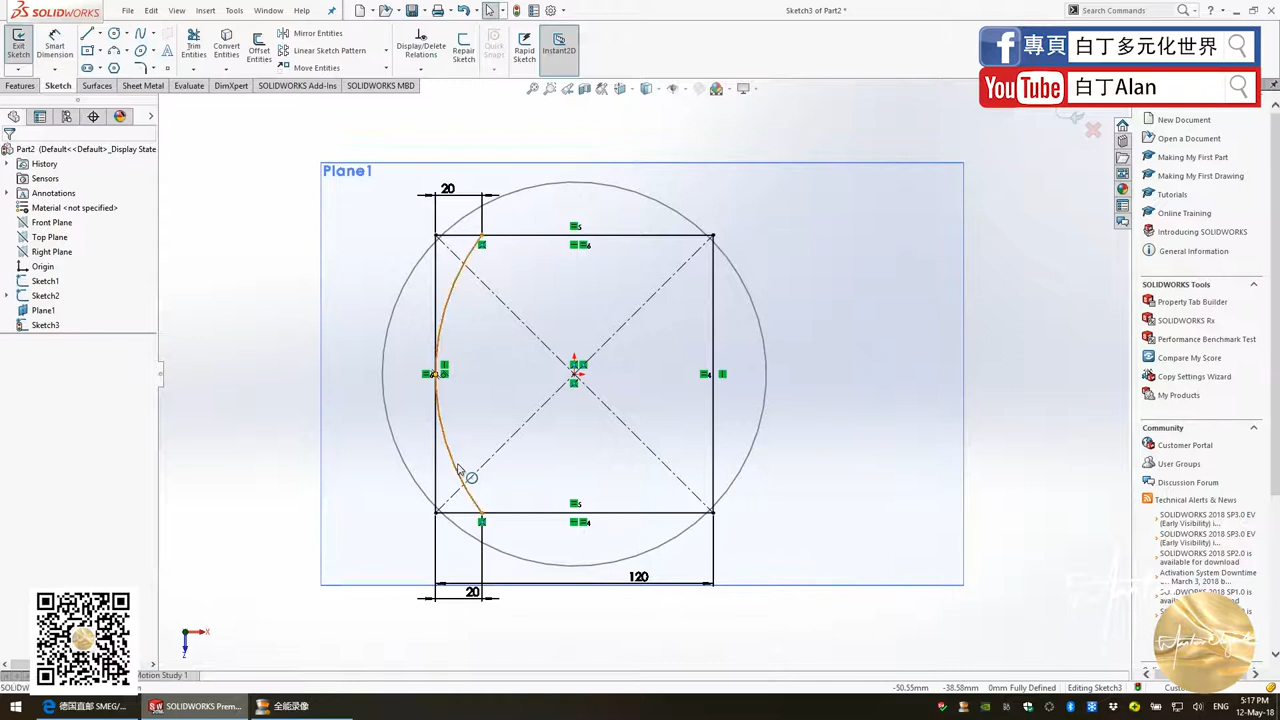 SOLIDWORKS
File
Edit
View
Insert
Tools
Window
Help
Sketch3 of Part2 *
Search Commands
Exit Sketch
Smart Dimension
Trim Entities
Convert Entities
Offset Entities
Mirror Entities
Linear Sketch Pattern
Move Entities
Display/Delete Relations
Repair Sketch
Quick Snaps
Rapid Sketch
Instant2D
專頁 白丁多元化世界
YouTube 白丁Alan
Features
Sketch
Surfaces
Sheet Metal
Evaluate
DimXpert
SOLIDWORKS Add-Ins
SOLIDWORKS MBD
Part2 (Default<<Default>_Display State
History
Sensors
Annotations
Material <not specified>
Front Plane
Top Plane
Right Plane
Origin
Sketch1
Sketch2
Plane1
Sketch3
Plane1
20
120
20
X
Z
New Document
Open a Document
Making My First Part
Making My First Drawing
Tutorials
Online Training
Introducing SOLIDWORKS
General Information
SOLIDWORKS Tools
Property Tab Builder
SOLIDWORKS Rx
Performance Benchmark Test
Compare My Score
Copy Settings Wizard
My Products
Community
Customer Portal
User Groups
Discussion Forum
Technical Alerts & News
SOLIDWORKS 2018 SP3.0 EV
(Early Visibility) i...
SOLIDWORKS 2018 SP3.0 EV
(Early Visibility) i...
SOLIDWORKS 2018 SP2.0 is
available for download
Activation System Downtime
Motion Study 1
-50.55mm
-38.58mm
0mm
Fully Defined
Editing Sketch3
德国直邮 SMEG/...
SOLIDWORKS Prem...
全能录像
ENG
5:17 PM
12-May-18